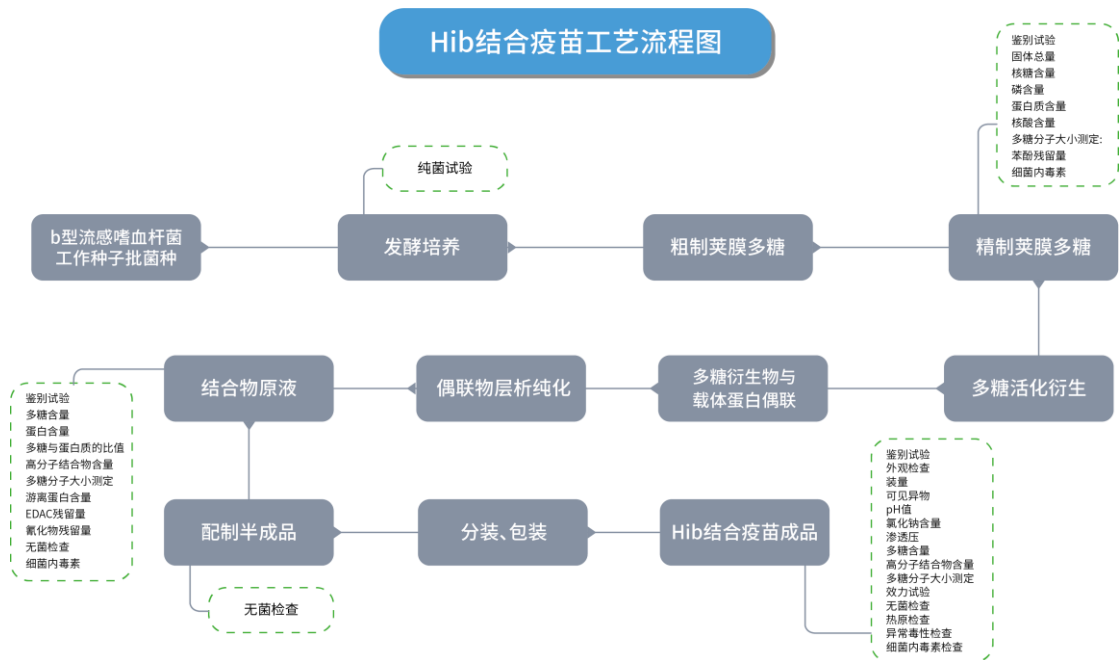 Hib结合疫苗工艺流程图
鉴别试验
固体总量
核糖含量
磷含量
蛋白质含量
核酸含量
多糖分子大小测定:
苯酚残留量
细菌内毒素
纯菌试验
b型流感嗜血杆菌
工作种子批菌种
发酵培养
粗制荚膜多糖
精制荚膜多糖
结合物原液
偶联物层析纯化
多糖衍生物与
载体蛋白偶联
多糖活化衍生
鉴别试验
多糖含量
蛋白含量
多糖与蛋白质的比值
高分子结合物含量
多糖分子大小测定
游离蛋白含量
EDAC残留量
氰化物残留量
无菌检查
细菌内毒素
配制半成品
分装、包装
Hib结合疫苗成品
无菌检查
鉴别试验
外观检查
装量
可见异物
pH值
氯化钠含量
渗透压
多糖含量
高分子结合物含量
多糖分子大小测定
效力试验
无菌检查
热原检查
异常毒性检查
细菌内毒素检查